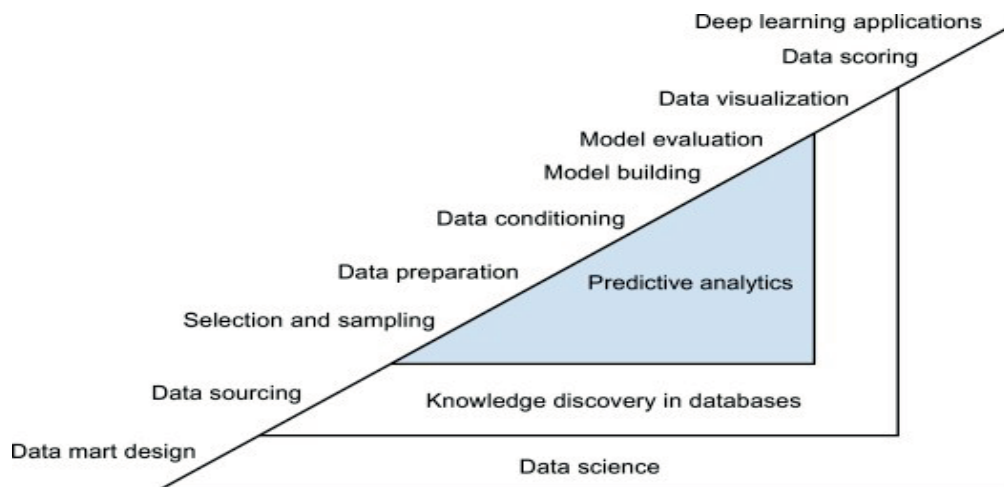 Deep learning applications
Data scoring
Data visualization
Model evaluation
Model building
Data conditioning
Data preparation
Predictive analytics
Selection and sampling
Data sourcing
Knowledge discovery in databases
Data mart design
Data science